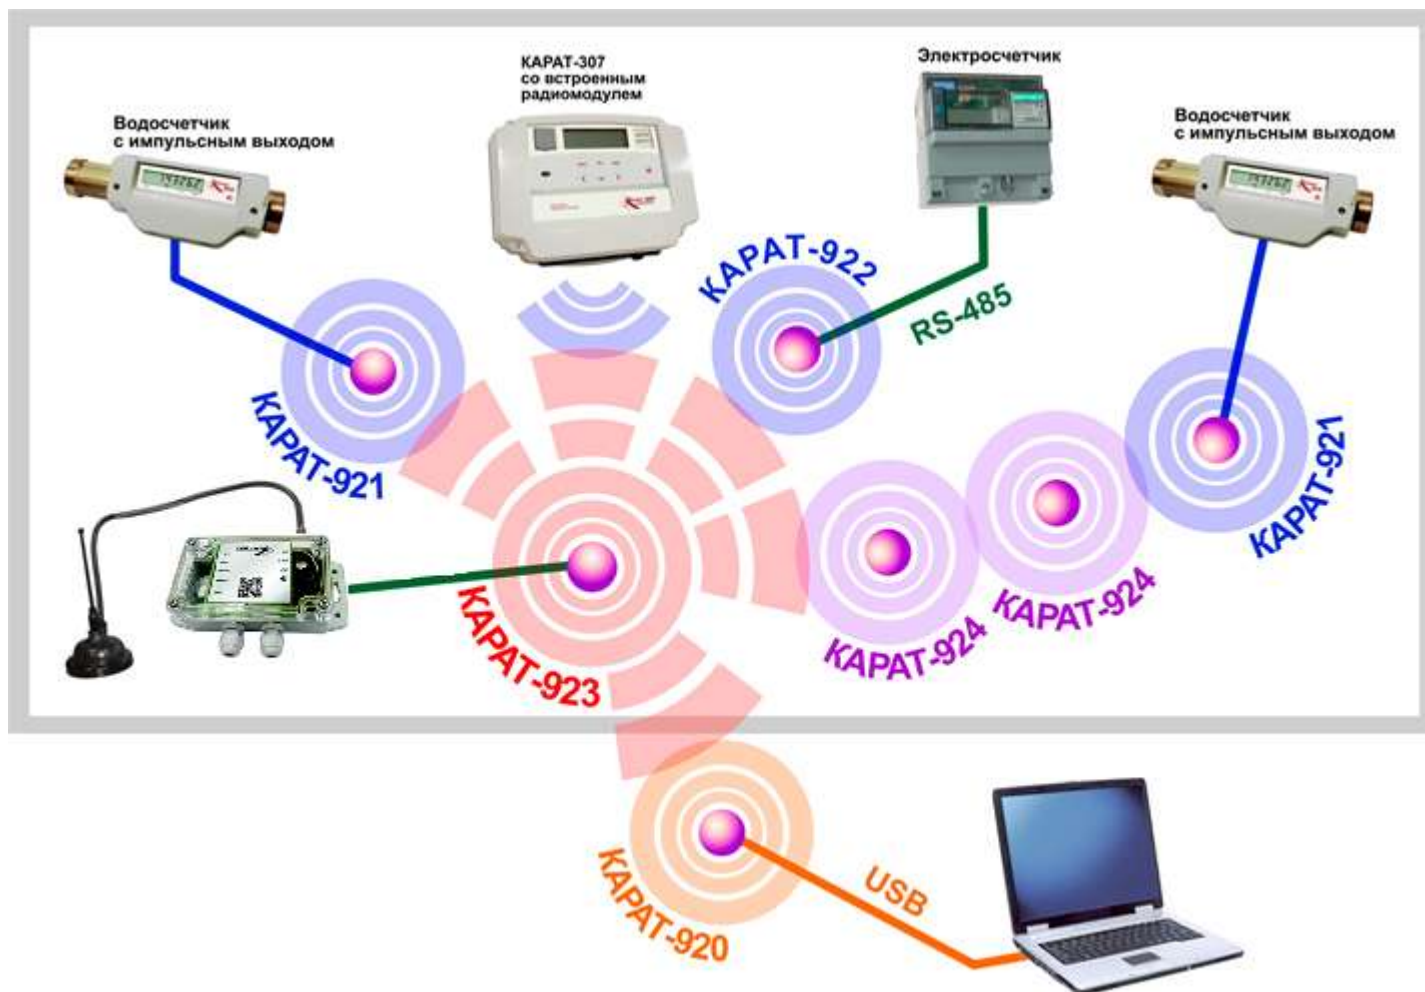 КАРАТ-307
со встроенным
радиомодулем
Электросчетчик
Водосчетчик
с импульсным выходом
Водосчетчик
с импульсным выходом
КАРАТ-922
RS-485
КАРАТ-921
КАРАТ-921
КАРАТ-923
КАРАТ-924
КАРАТ-924
КАРАТ-920
USB